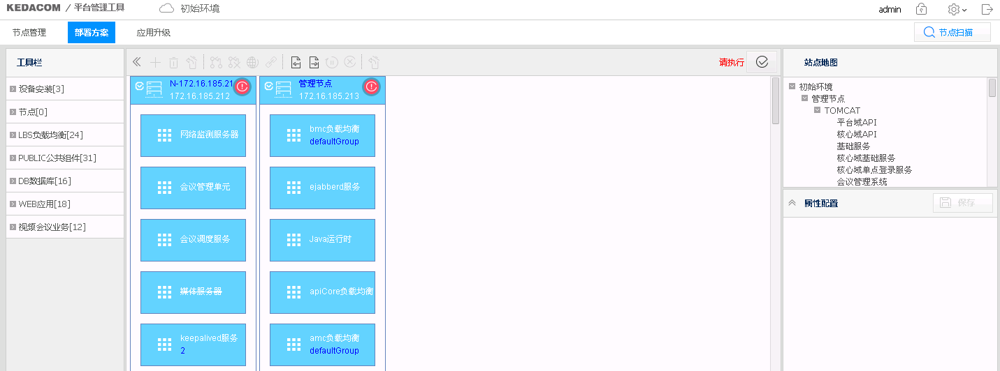 KEDACOM / 平台管理工具
初始环境
admin
节点管理
部署方案
应用升级
节点扫描
工具栏
设备安装[3]
节点[0]
LBS负载均衡[24]
PUBLIC公共组件[31]
DB数据库[16]
WEB应用[18]
视频会议业务[12]
请执行
N-172.16.185.21
172.16.185.212
网络监测服务器
会议管理单元
会议调度服务
媒体服务器
keepalived服务
2
管理节点
172.16.185.213
bmc负载均衡
defaultGroup
ejabberd服务
Java运行时
apiCore负载均衡
amc负载均衡
defaultGroup
站点地图
初始环境
管理节点
TOMCAT
平台域API
核心域API
基础服务
核心域基础服务
核心域单点登录服务
会议管理系统
属性配置
保存